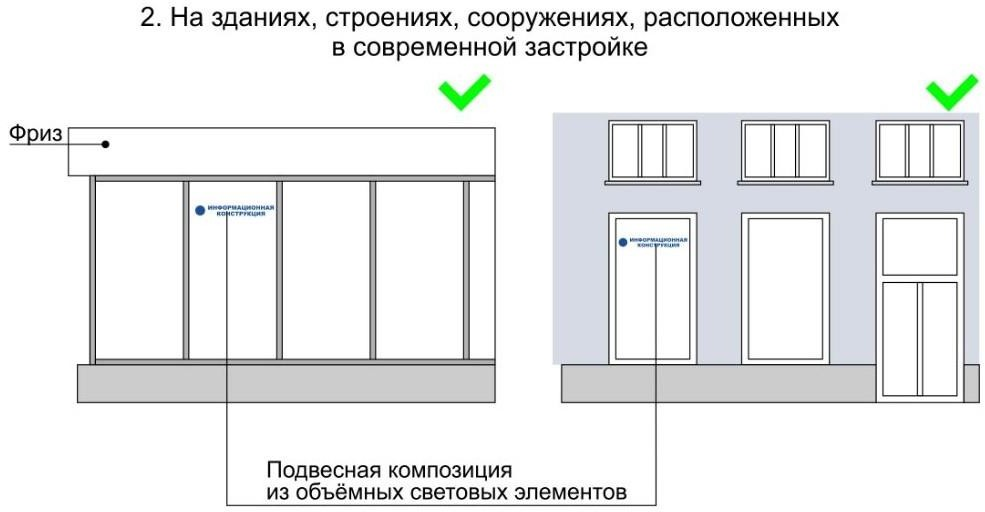 2. На зданиях, строениях, сооружениях, расположенных
в современной застройке
Фриз
ИНФОРМАЦИОННАЯ
КОНСТРУКЦИЯ
ИНФОРМАЦИОННАЯ
КОНСТРУКЦИЯ
Подвесная композиция
из объёмных световых элементов